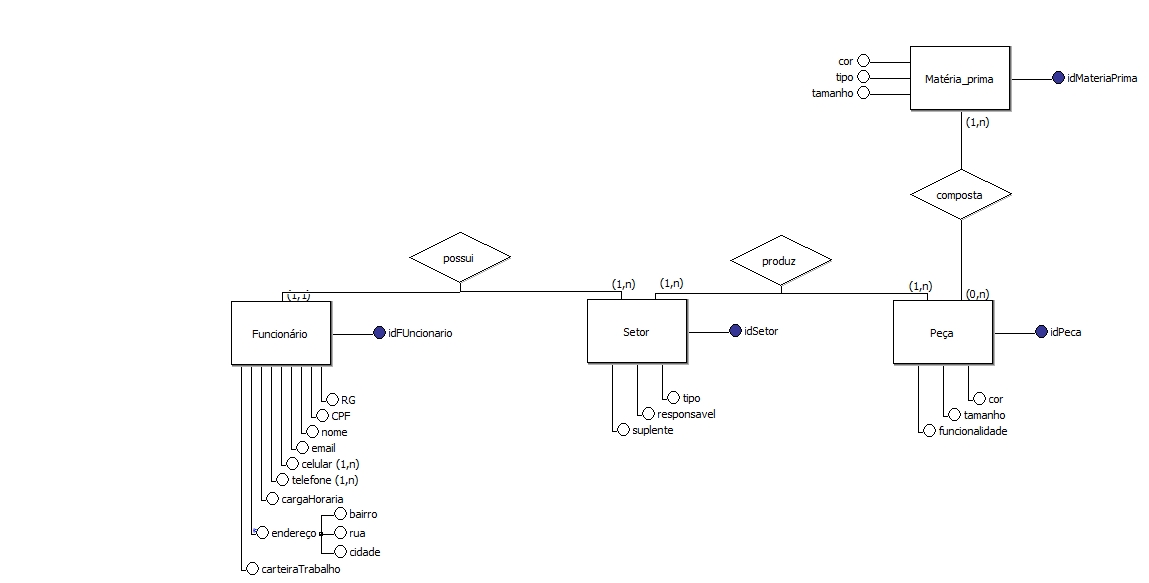 cor
tipo
tamanho
Matéria_prima
idMateriaPrima
(1,n)
composta
possui
produz
(1,1)
(1,n)
(1,n)
(1,n)
(0,n)
Funcionário
idFUncionario
Setor
idSetor
Peça
idPeca
RG
CPF
nome
email
celular (1,n)
telefone (1,n)
cargaHoraria
endereço
bairro
rua
cidade
carteiraTrabalho
tipo
responsavel
suplente
cor
tamanho
funcionalidade